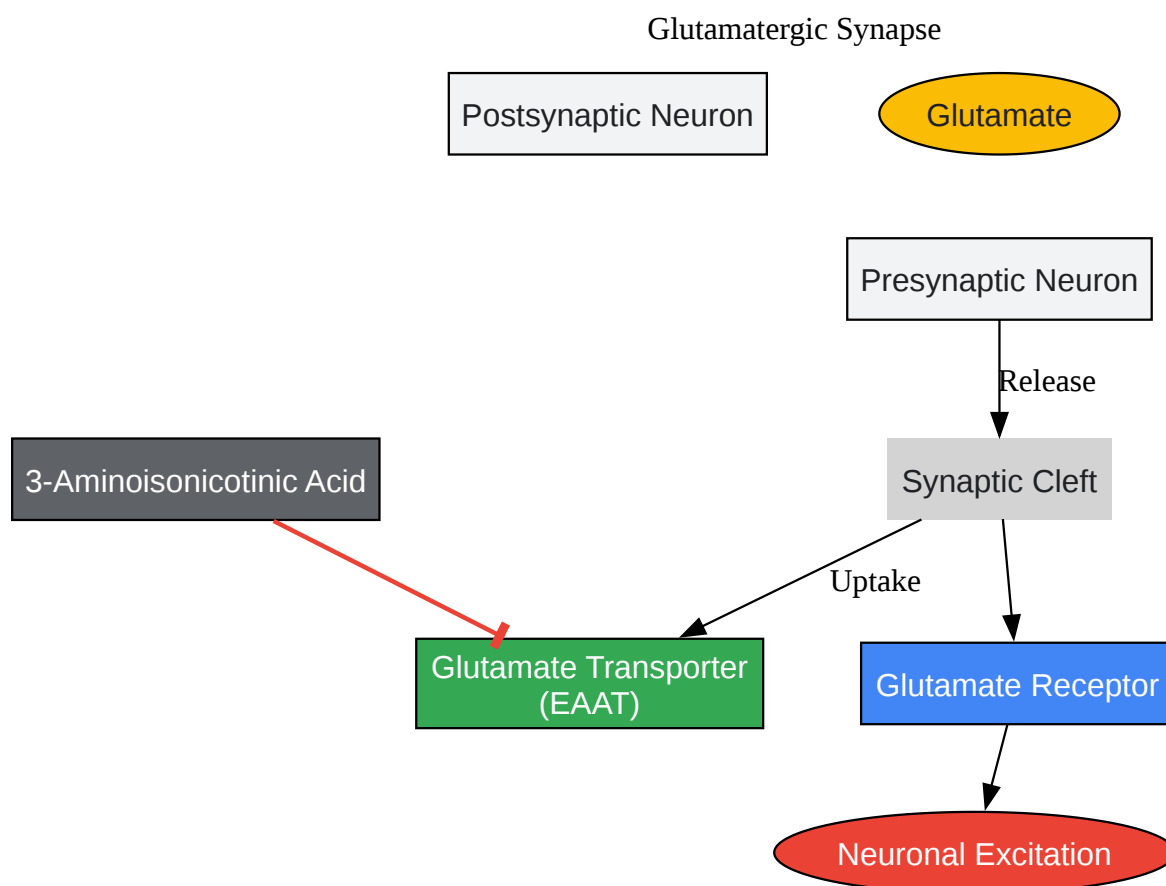 Glutamatergic Synapse
Postsynaptic Neuron
Glutamate
Presynaptic Neuron
Release
3-Aminoisonicotinic Acid
Synaptic Cleft
Uptake
Glutamate Transporter
(EAAT)
Glutamate Receptor
Neuronal Excitation